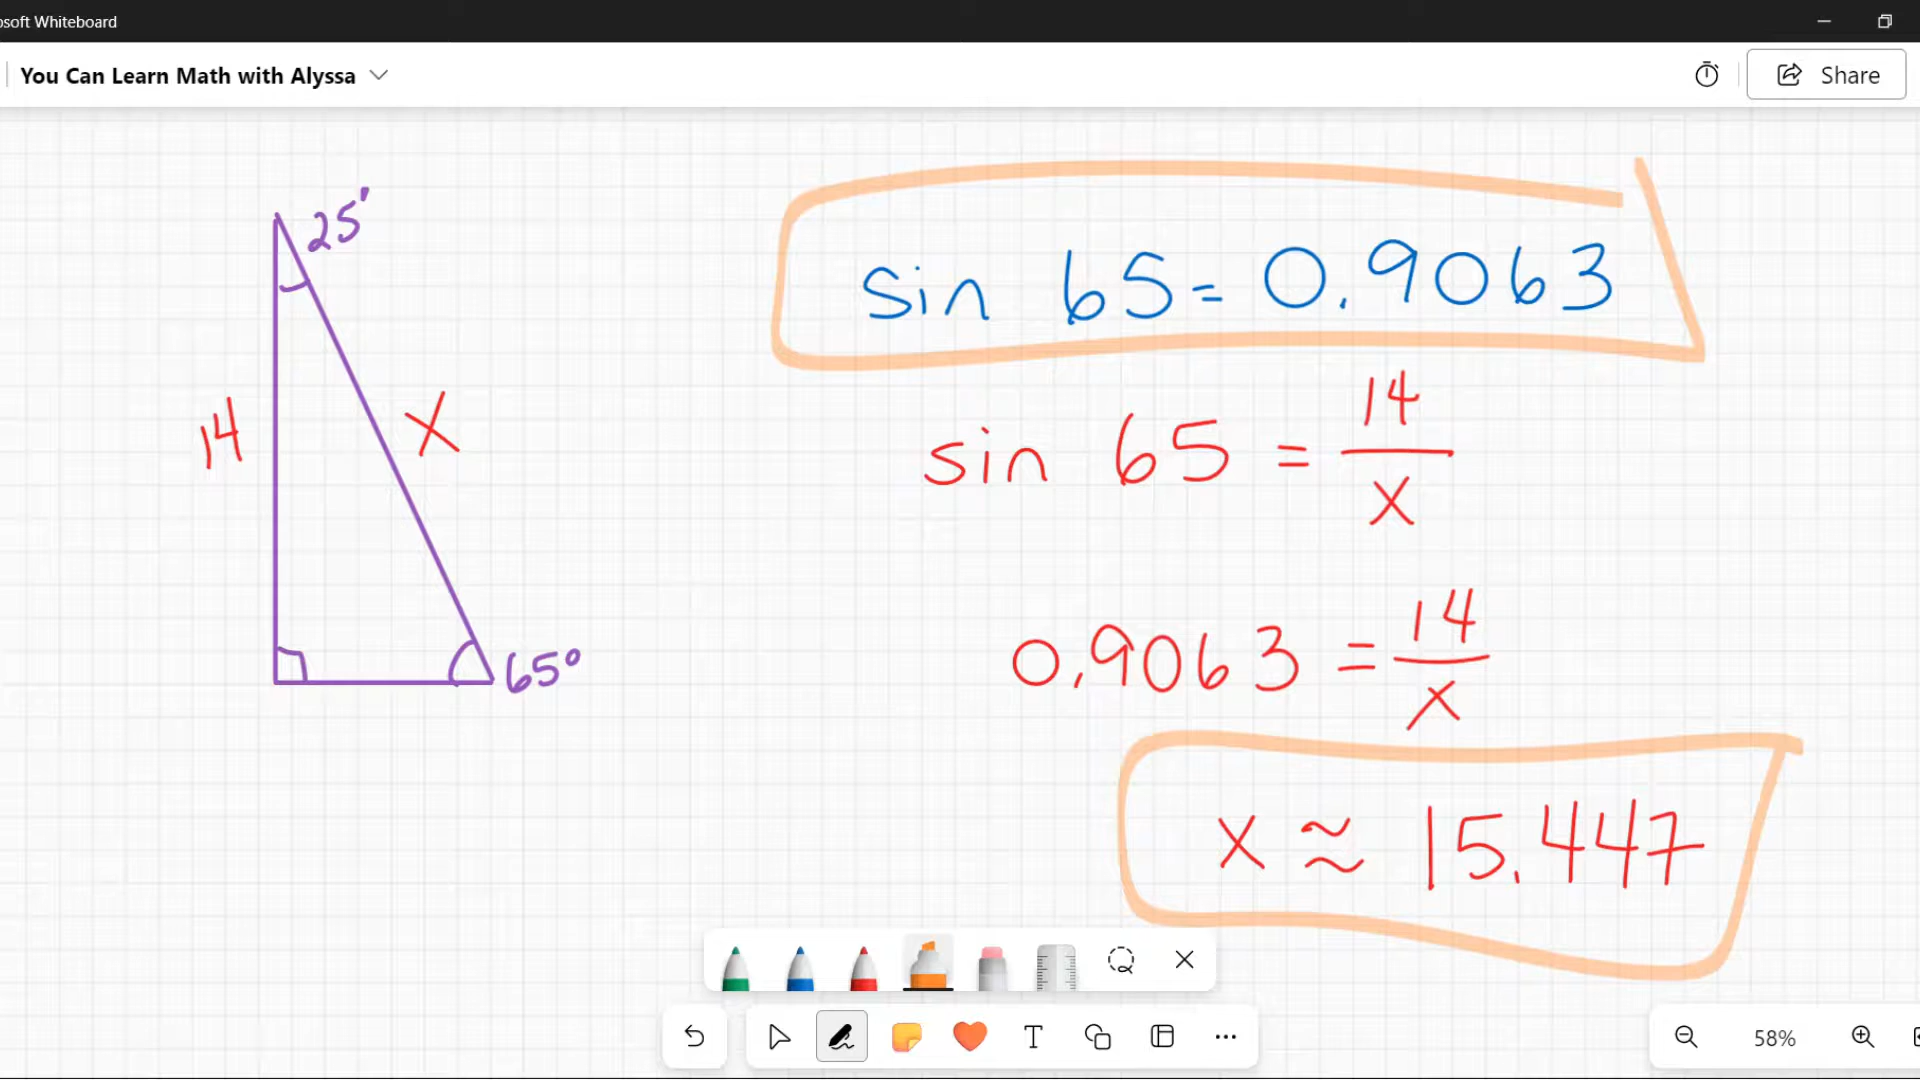 osoft Whiteboard
You Can Learn Math with Alyssa
Share
25°
14
x
65°
sin 65 = 0.9063
sin 65 = 14/x
0.9063 = 14/x
x ≈ 15.447
T
58%